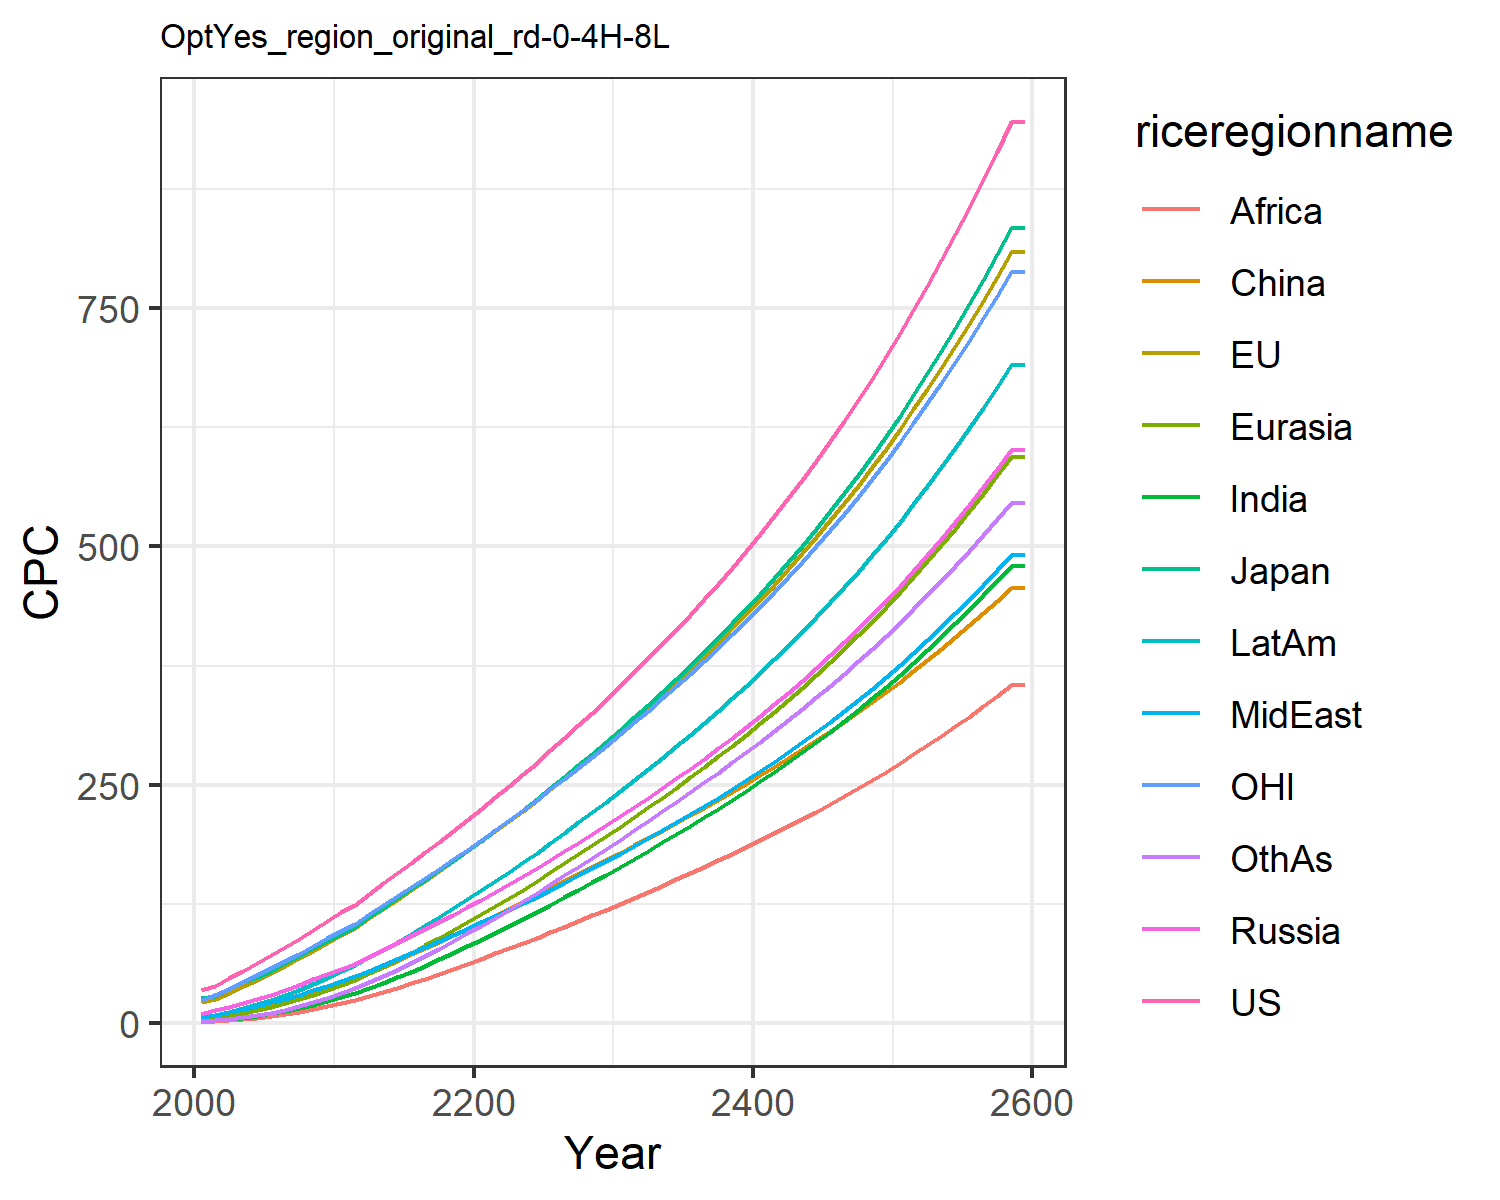 OptYes_region_original_rd-0-4H-8L
CPC
750
500
250
0
2000 2200 2400 2600
Year
riceregionname
Africa
China
EU
Eurasia
India
Japan
LatAm
MidEast
OHI
OthAs
Russia
US